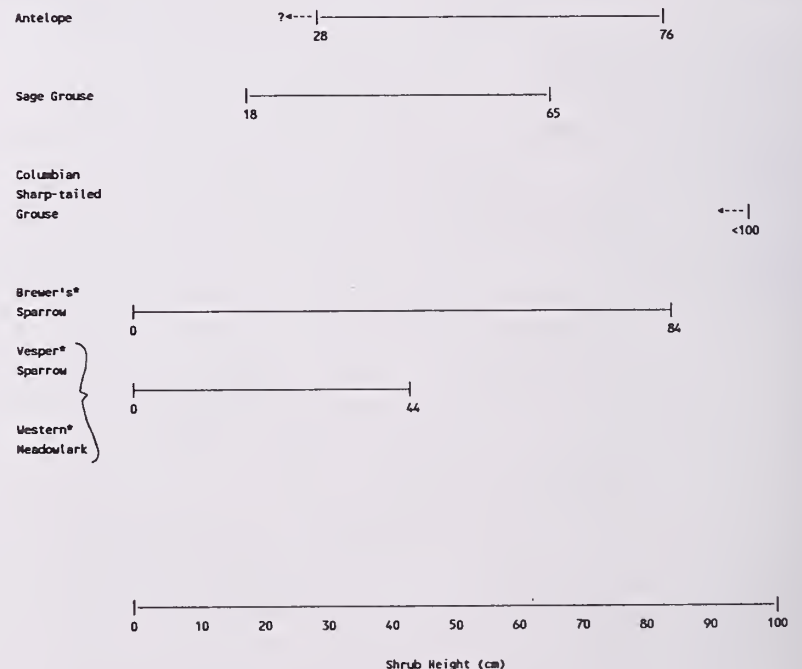 Antelope
?
28
76
Sage Grouse
18
65
Columbian
Sharp-tailed
Grouse
<100
Brewer's*
Sparrow
0
84
Vesper*
Sparrow
0
44
Western*
Meadowlark
0 10 20 30 40 50 60 70 80 90 100
Shrub Height (cm)